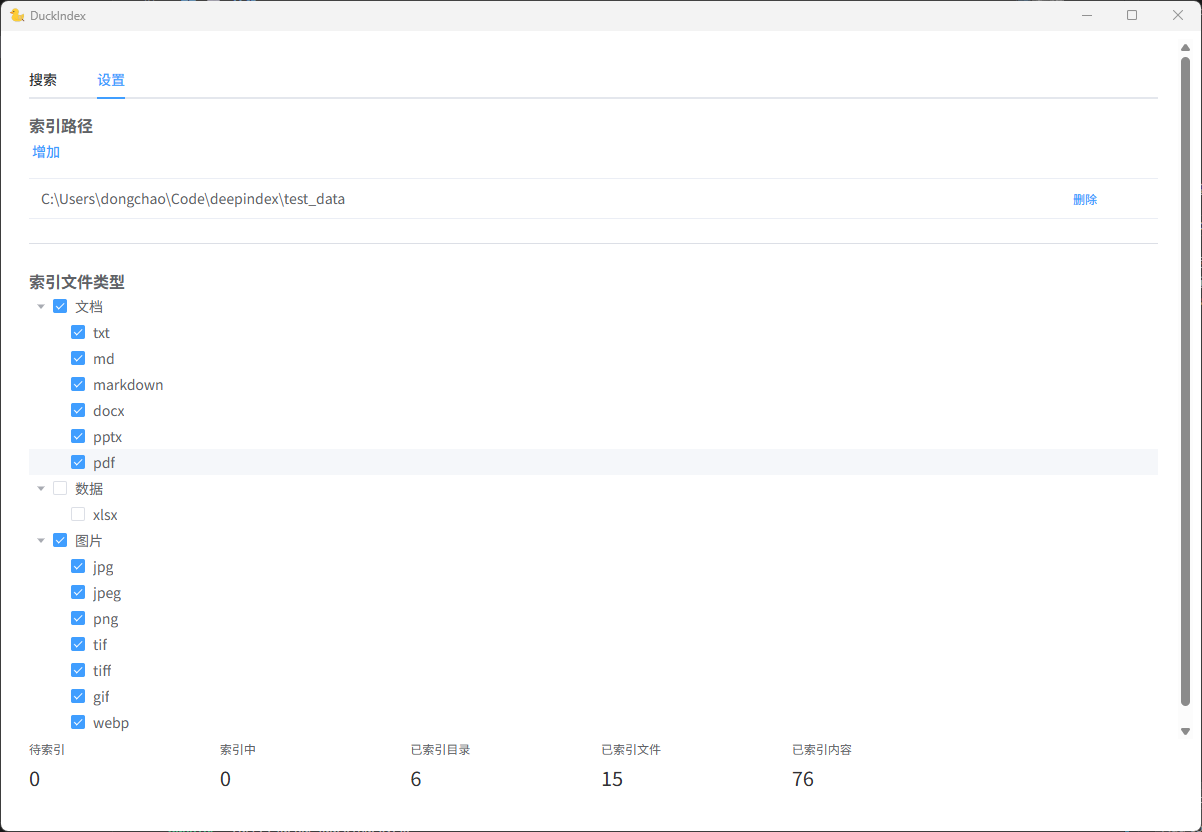 DuckIndex
搜索 设置
索引路径
增加
C:\Users\dongchao\Code\deepindex\test_data 删除
索引文件类型
文档
txt
md
markdown
docx
pptx
pdf
数据
xlsx
图片
jpg
jpeg
png
tif
tiff
gif
webp
待索引 索引中 已索引目录 已索引文件 已索引内容
0 0 6 15 76